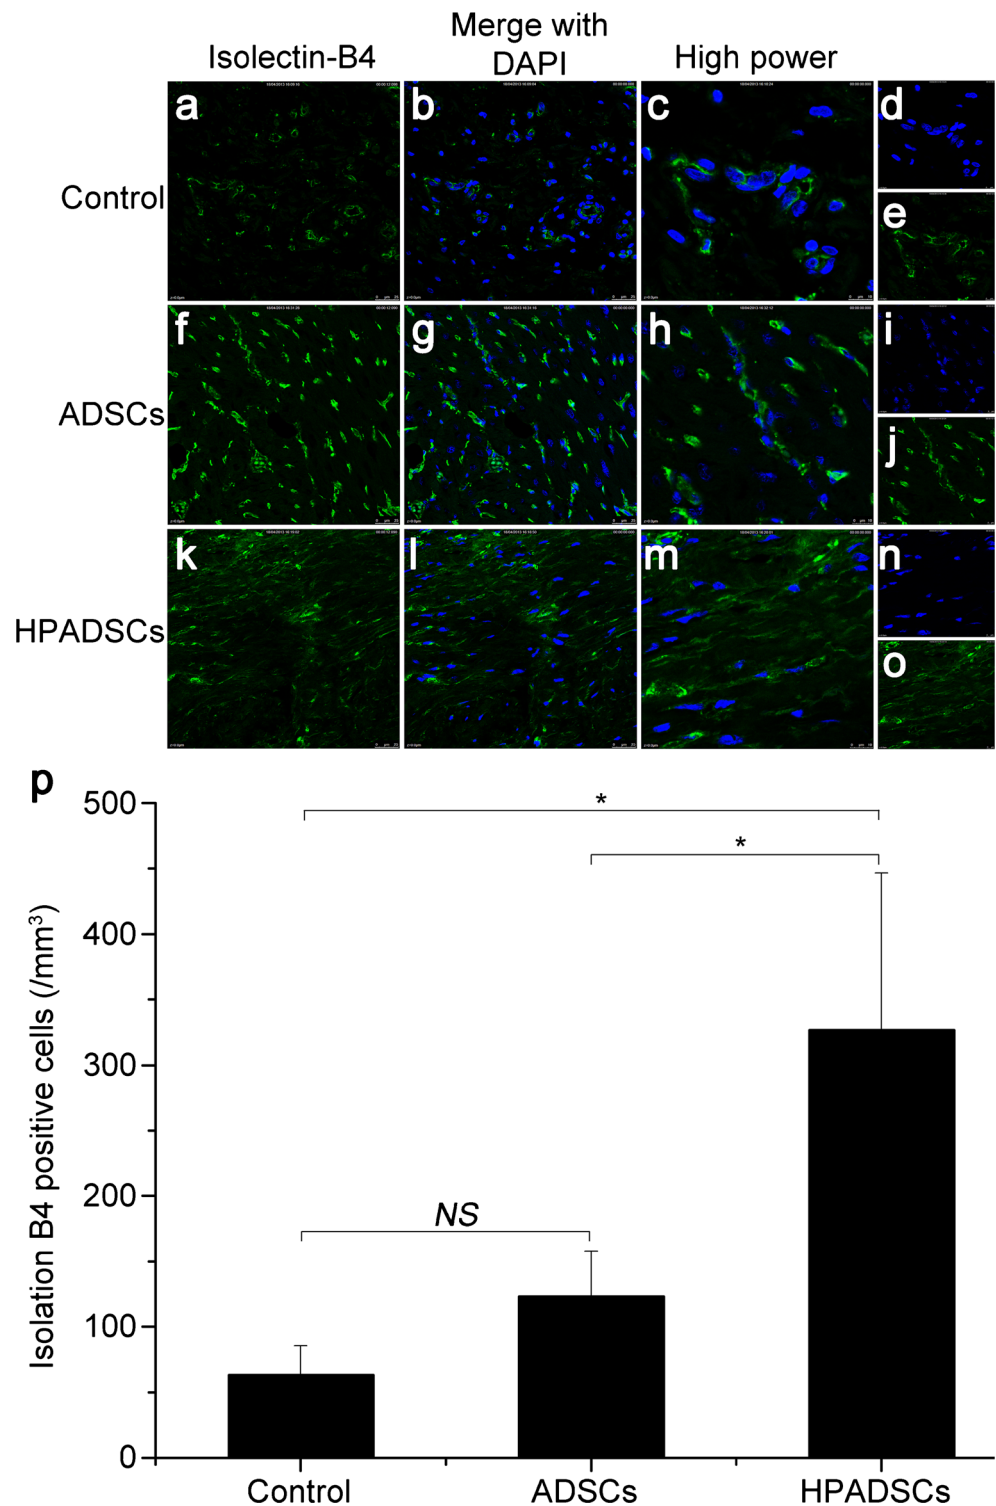 Isolectin-B4
Merge with
DAPI
High power
Control
a
b
c
d
e
ADSCs
f
g
h
i
j
HPADSCs
k
l
m
n
o
p
500
400
300
200
100
0
Isolation B4 positive cells (/mm³)
*
*
NS
Control
ADSCs
HPADSCs